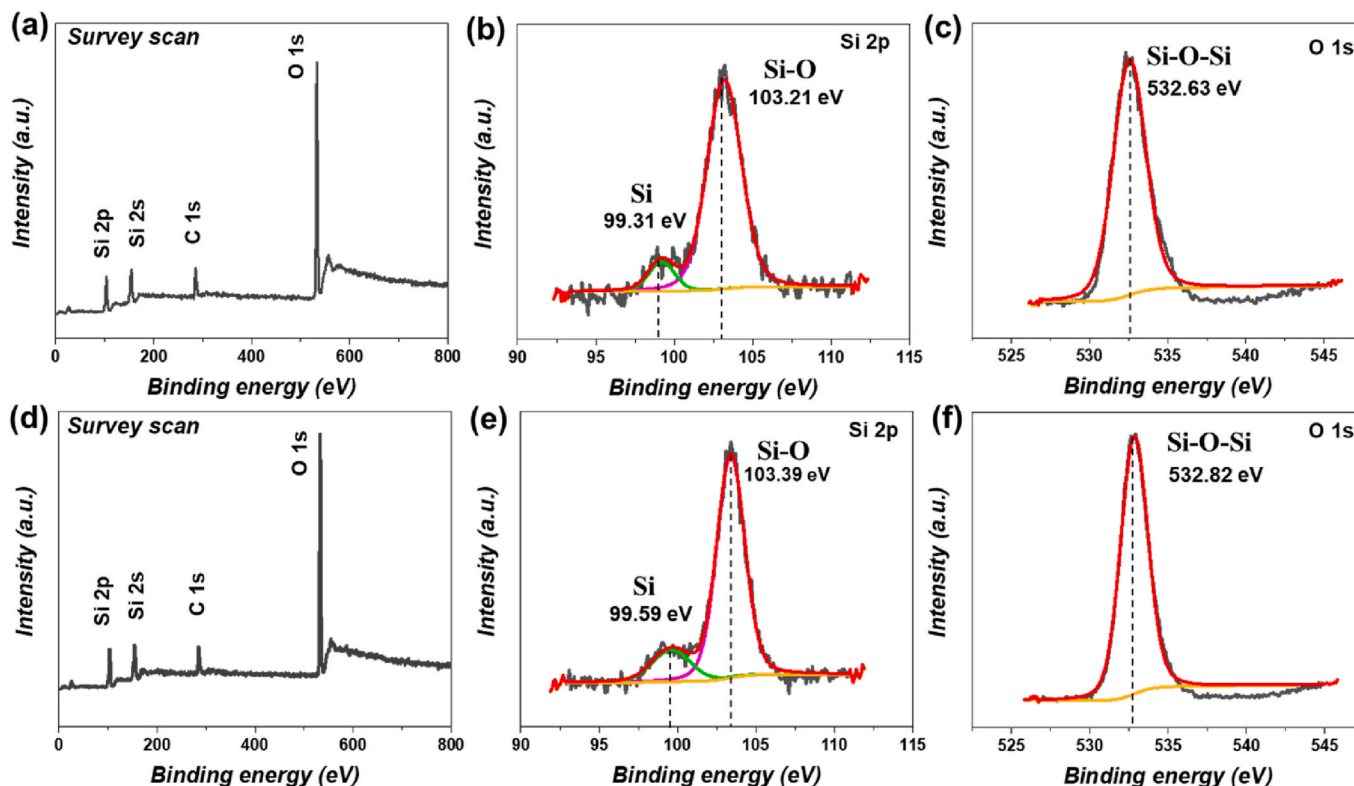 (a)
Survey scan
O 1s
Si 2p
Si 2s
C 1s
Intensity (a.u.)
0 200 400 600 800
Binding energy (eV)
(b)
Si 2p
Si-O
103.21 eV
Si
99.31 eV
Intensity (a.u.)
90 95 100 105 110 115
Binding energy (eV)
(c)
O 1s
Si-O-Si
532.63 eV
Intensity (a.u.)
525 530 535 540 545
Binding energy (eV)
(d)
Survey scan
O 1s
Si 2p
Si 2s
C 1s
Intensity (a.u.)
0 200 400 600 800
Binding energy (eV)
(e)
Si 2p
Si-O
103.39 eV
Si
99.59 eV
Intensity (a.u.)
90 95 100 105 110 115
Binding energy (eV)
(f)
O 1s
Si-O-Si
532.82 eV
Intensity (a.u.)
525 530 535 540 545
Binding energy (eV)